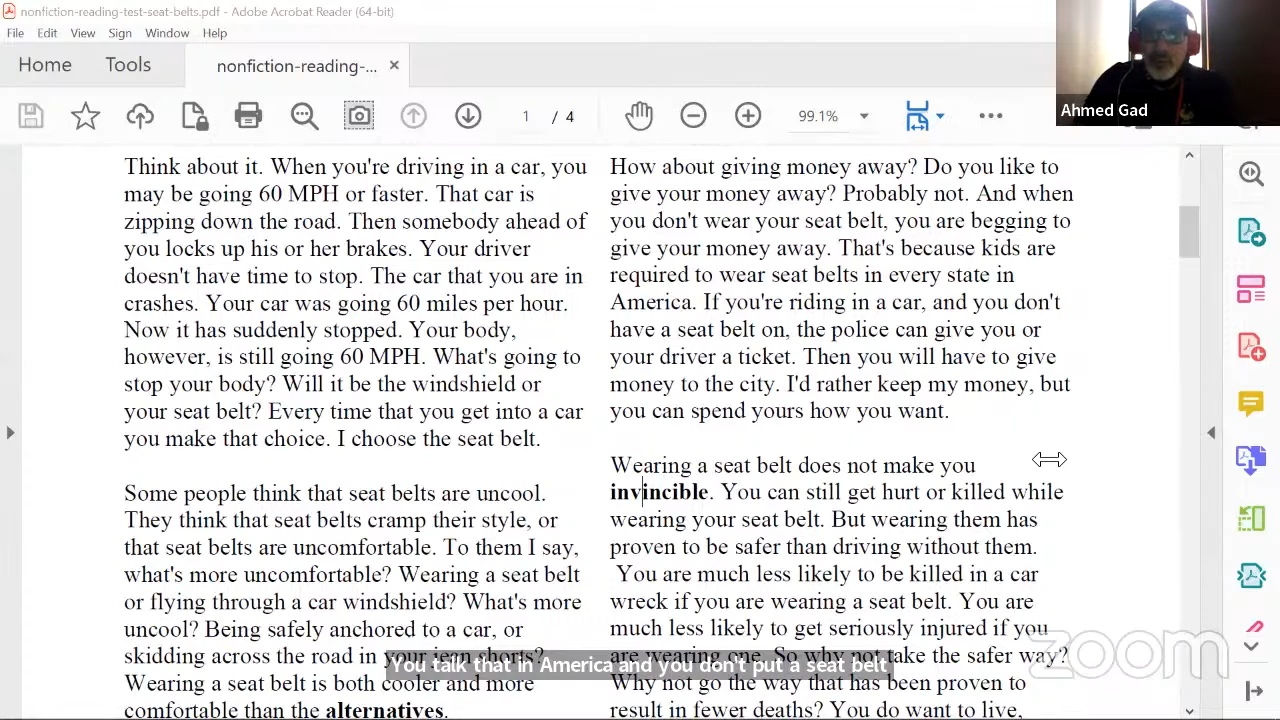 nonfiction-reading-test-seat-belts.pdf - Adobe Acrobat Reader (64-bit)
File Edit View Sign Window Help
Home Tools nonfiction-reading-... ×
1 / 4 99.1%
Ahmed Gad
Think about it. When you're driving in a car, you
may be going 60 MPH or faster. That car is
zipping down the road. Then somebody ahead of
you locks up his or her brakes. Your driver
doesn't have time to stop. The car that you are in
crashes. Your car was going 60 miles per hour.
Now it has suddenly stopped. Your body,
however, is still going 60 MPH. What's going to
stop your body? Will it be the windshield or
your seat belt? Every time that you get into a car
you make that choice. I choose the seat belt.
Some people think that seat belts are uncool.
They think that seat belts cramp their style, or
that seat belts are uncomfortable. To them I say,
what's more uncomfortable? Wearing a seat belt
or flying through a car windshield? What's more
uncool? Being safely anchored to a car, or
skidding across the road in your jean shorts?
Wearing a seat belt is both cooler and more
comfortable than the alternatives.
How about giving money away? Do you like to
give your money away? Probably not. And when
you don't wear your seat belt, you are begging to
give your money away. That's because kids are
required to wear seat belts in every state in
America. If you're riding in a car, and you don't
have a seat belt on, the police can give you or
your driver a ticket. Then you will have to give
money to the city. I'd rather keep my money, but
you can spend yours how you want.
Wearing a seat belt does not make you
invincible. You can still get hurt or killed while
wearing your seat belt. But wearing them has
proven to be safer than driving without them.
You are much less likely to be killed in a car
wreck if you are wearing a seat belt. You are
much less likely to get seriously injured if you
are wearing one. So why not take the safer way?
Why not go the way that has been proven to
result in fewer deaths? You do want to live,
You talk that in America and you don't put a seat belt
zoom